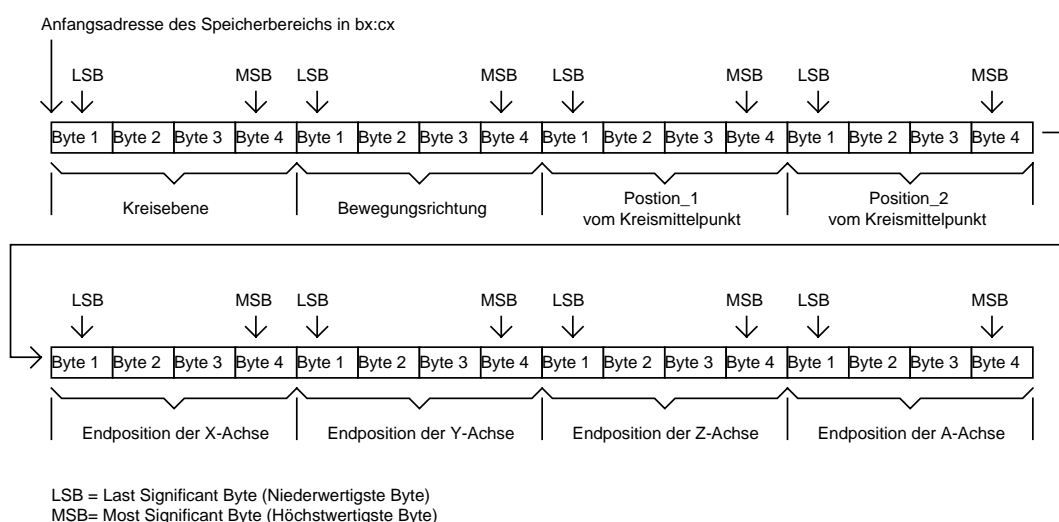 Anfangsadresse des Speicherbereichs in bx:cx
LSB MSB LSB MSB LSB MSB LSB MSB
Byte 1 Byte 2 Byte 3 Byte 4 Byte 1 Byte 2 Byte 3 Byte 4 Byte 1 Byte 2 Byte 3 Byte 4 Byte 1 Byte 2 Byte 3 Byte 4
Kreisebene Bewegungsrichtung Postion_1 Position_2
vom Kreismittelpunkt vom Kreismittelpunkt
LSB MSB LSB MSB LSB MSB LSB MSB
Byte 1 Byte 2 Byte 3 Byte 4 Byte 1 Byte 2 Byte 3 Byte 4 Byte 1 Byte 2 Byte 3 Byte 4 Byte 1 Byte 2 Byte 3 Byte 4
Endposition der X-Achse Endposition der Y-Achse Endposition der Z-Achse Endposition der A-Achse
LSB = Last Significant Byte (Niederwertigste Byte)
MSB= Most Significant Byte (Höchstwertigste Byte)